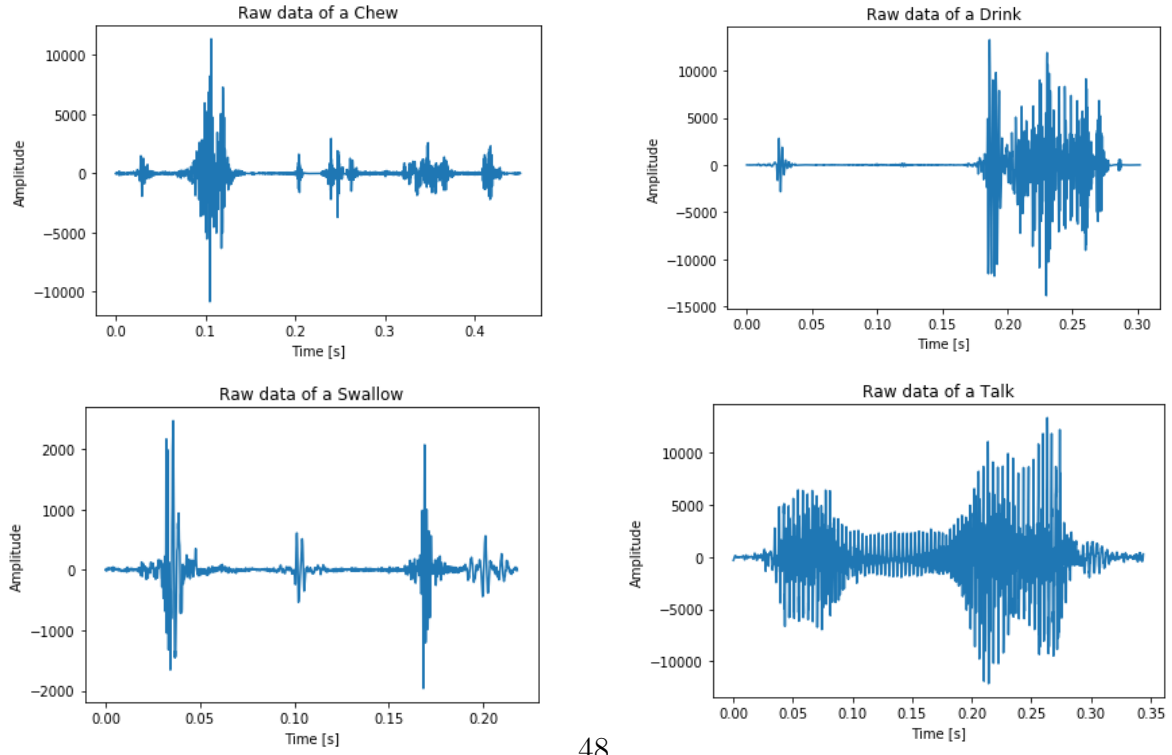 Raw data of a Chew
10000
5000
0
−5000
−10000
Amplitude
0.0 0.1 0.2 0.3 0.4
Time [s]
Raw data of a Drink
10000
5000
0
−5000
−10000
−15000
Amplitude
0.00 0.05 0.10 0.15 0.20 0.25 0.30
Time [s]
Raw data of a Swallow
2000
1000
0
−1000
−2000
Amplitude
0.00 0.05 0.10 0.15 0.20
Time [s]
Raw data of a Talk
10000
5000
0
−5000
−10000
Amplitude
0.00 0.05 0.10 0.15 0.20 0.25 0.30 0.35
Time [s]
48